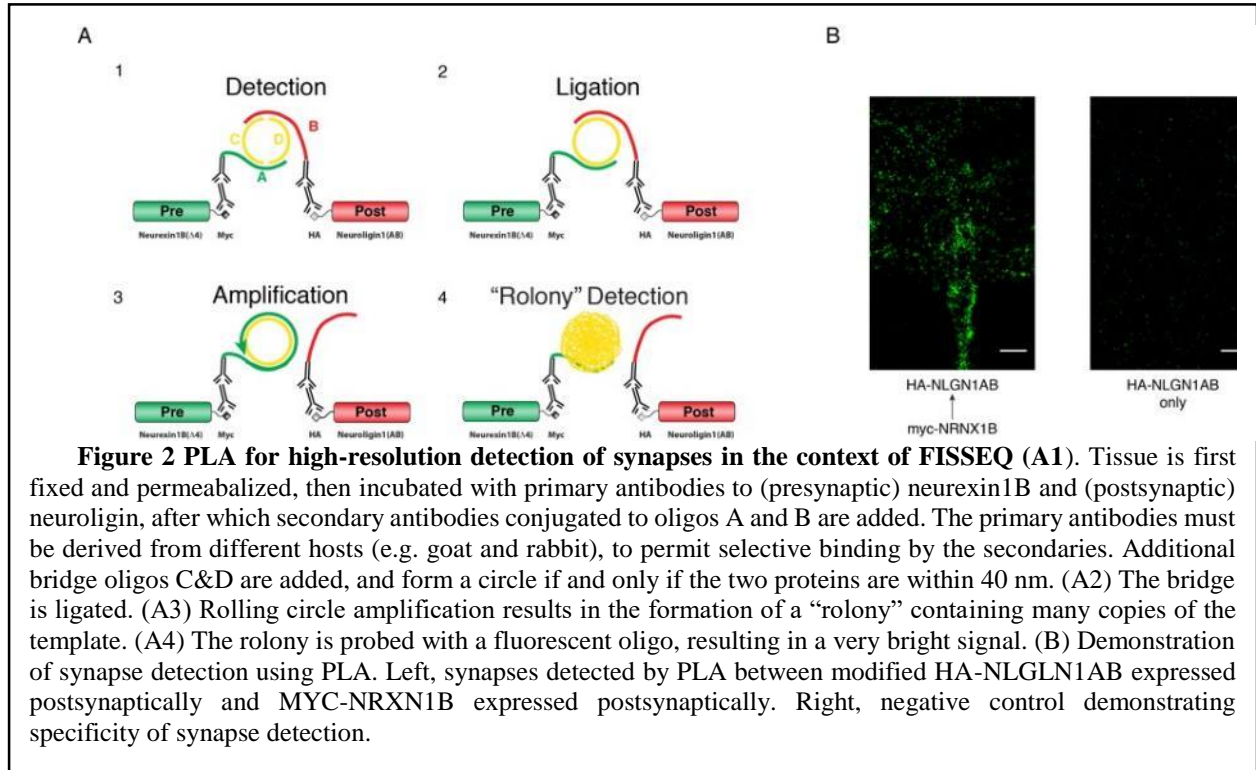 A
B
1
2
Detection
Ligation
C
D
B
A
Pre
Post
Pre
Post
Neurexin1B(Δ4) Myc HA Neuroligin1(AB)
Neurexin1B(Δ4) Myc HA Neuroligin1(AB)
3
Amplification
4
"Rolony" Detection
Pre
Post
Pre
Post
Neurexin1B(Δ4) Myc HA Neuroligin1(AB)
Neurexin1B(Δ4) Myc HA Neuroligin1(AB)
HA-NLGN1AB
myc-NRNX1B
HA-NLGN1AB
only
Figure 2 PLA for high-resolution detection of synapses in the context of FISSEQ (A1). Tissue is first
fixed and permeabalized, then incubated with primary antibodies to (presynaptic) neurexin1B and (postsynaptic)
neuroligin, after which secondary antibodies conjugated to oligos A and B are added. The primary antibodies must
be derived from different hosts (e.g. goat and rabbit), to permit selective binding by the secondaries. Additional
bridge oligos C&D are added, and form a circle if and only if the two proteins are within 40 nm. (A2) The bridge
is ligated. (A3) Rolling circle amplification results in the formation of a “rolony” containing many copies of the
template. (A4) The rolony is probed with a fluorescent oligo, resulting in a very bright signal. (B) Demonstration
of synapse detection using PLA. Left, synapses detected by PLA between modified HA-NLGLN1AB expressed
postsynaptically and MYC-NRXN1B expressed postsynaptically. Right, negative control demonstrating
specificity of synapse detection.